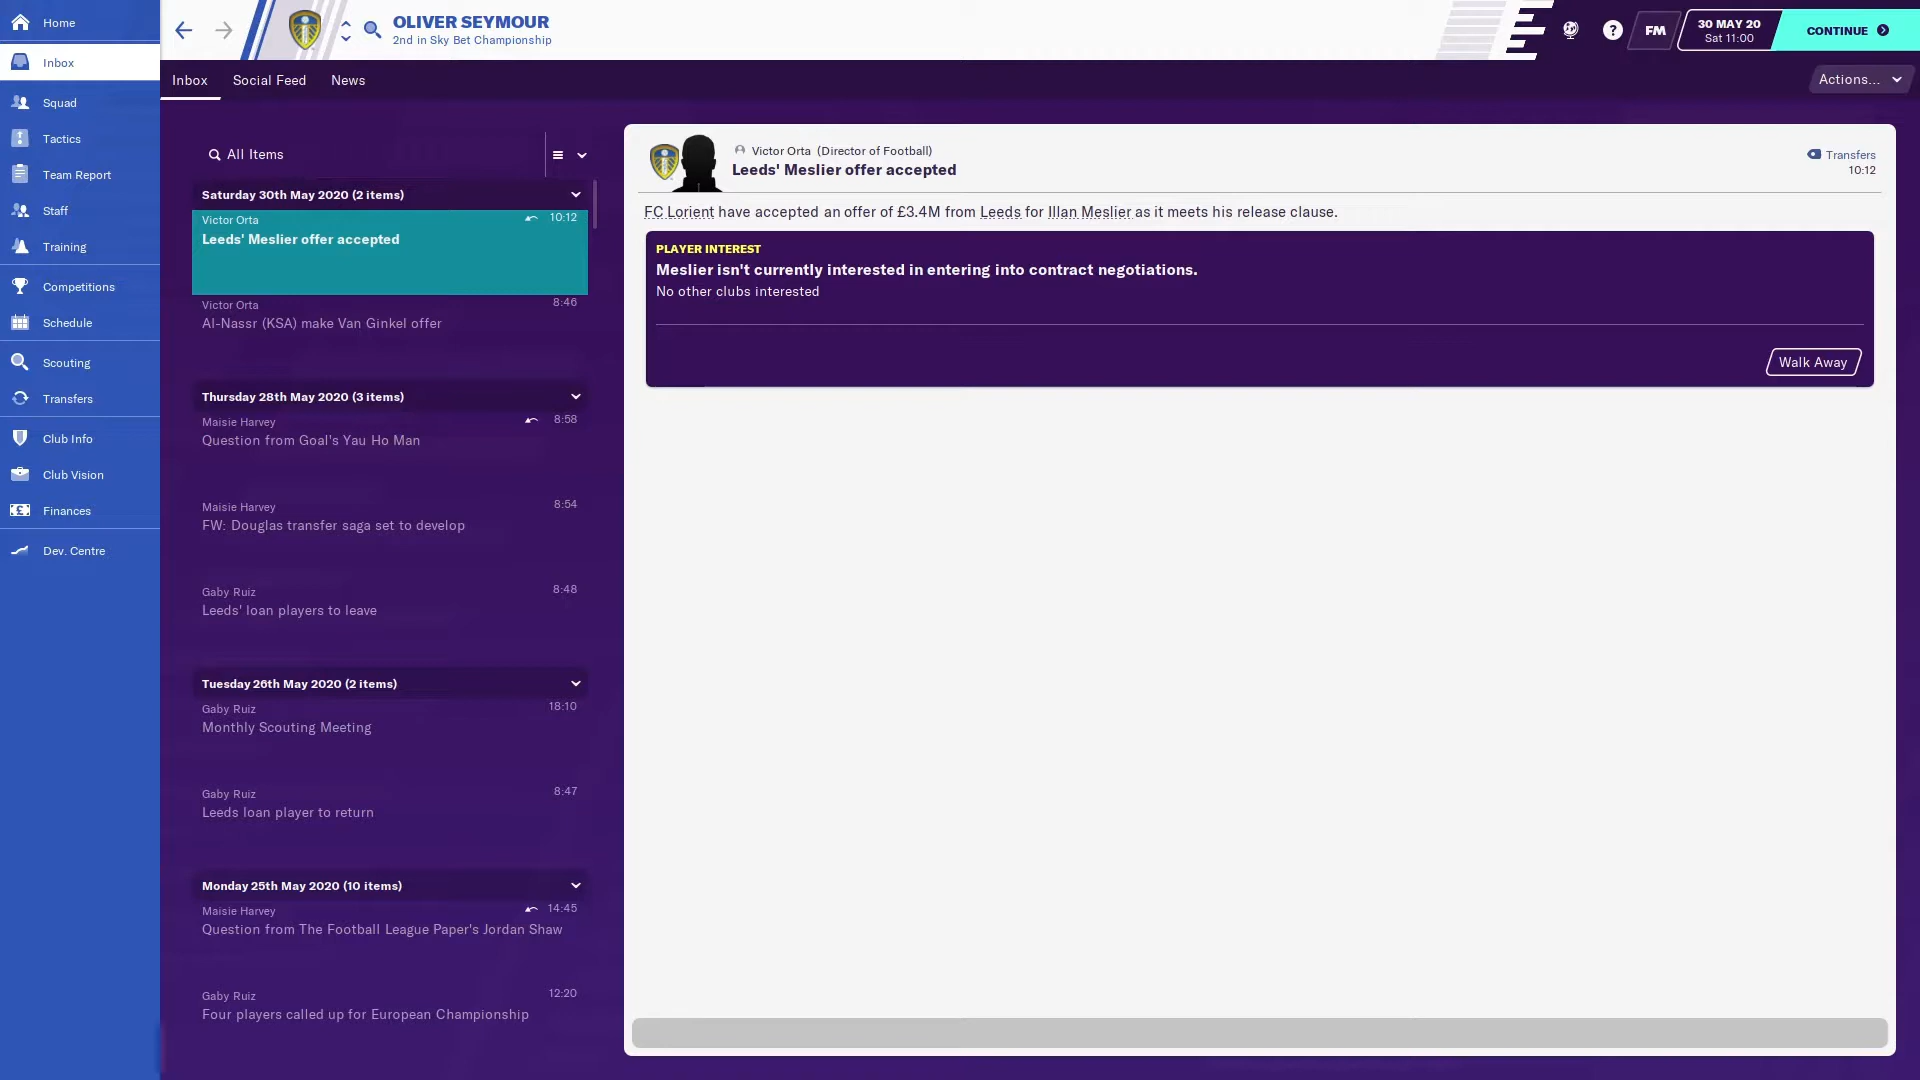 Home
Inbox
Squad
Tactics
Team Report
Staff
Training
Competitions
Schedule
Scouting
Transfers
Club Info
Club Vision
Finances
Dev. Centre
OLIVER SEYMOUR
2nd in Sky Bet Championship
?
FM
30 MAY 20
Sat 11:00
CONTINUE
Inbox Social Feed News
Actions...
All Items
Saturday 30th May 2020 (2 items)
Victor Orta 10:12
Leeds' Meslier offer accepted
Victor Orta 8:46
Al-Nassr (KSA) make Van Ginkel offer
Thursday 28th May 2020 (3 items)
Maisie Harvey 8:58
Question from Goal's Yau Ho Man
Maisie Harvey 8:54
FW: Douglas transfer saga set to develop
Gaby Ruiz 8:48
Leeds' loan players to leave
Tuesday 26th May 2020 (2 items)
Gaby Ruiz 18:10
Monthly Scouting Meeting
Gaby Ruiz 8:47
Leeds loan player to return
Monday 25th May 2020 (10 items)
Maisie Harvey 14:45
Question from The Football League Paper's Jordan Shaw
Gaby Ruiz 12:20
Four players called up for European Championship
Victor Orta (Director of Football)
Leeds' Meslier offer accepted
Transfers
10:12
FC Lorient have accepted an offer of £3.4M from Leeds for Illan Meslier as it meets his release clause.
PLAYER INTEREST
Meslier isn't currently interested in entering into contract negotiations.
No other clubs interested
Walk Away